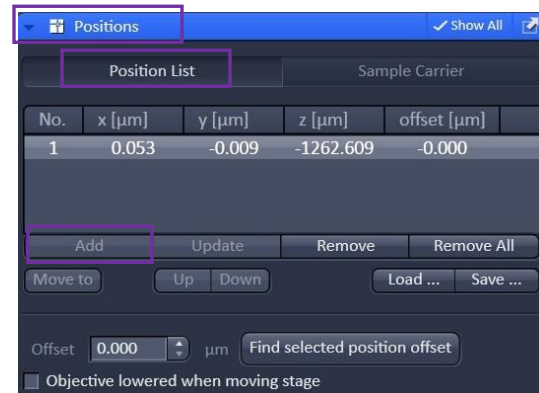 Positions Show All
Position List Sample Carrier
No. x [µm] y [µm] z [µm] offset [µm]
1 0.053 -0.009 -1262.609 -0.000
Add Update Remove Remove All
Move to Up Down Load ... Save ...
Offset 0.000 µm Find selected position offset
Objective lowered when moving stage